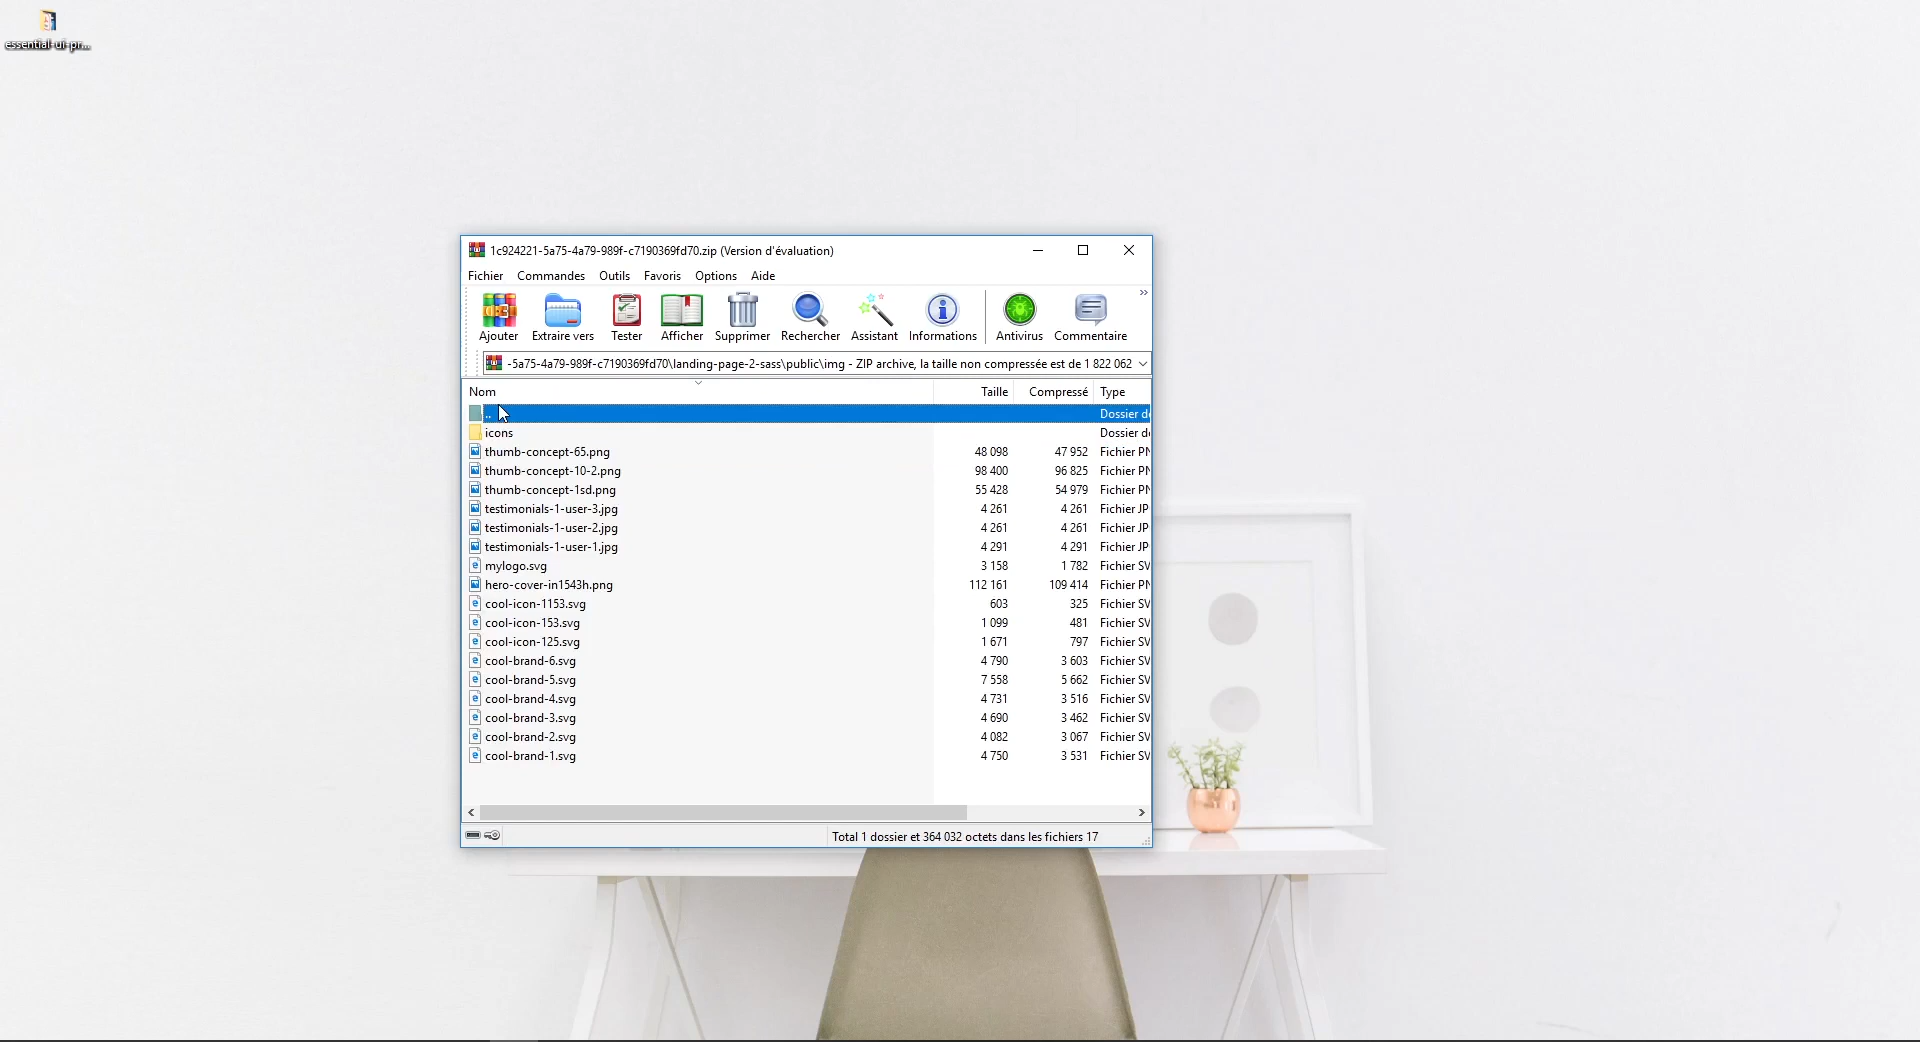 essential-ui-pr...
1c924221-5a75-4a79-989f-c7190369fd70.zip (Version d'évaluation)
Fichier Commandes Outils Favoris Options Aide
Ajouter Extraire vers Tester Afficher Supprimer Rechercher Assistant Informations Antivirus Commentaire
-5a75-4a79-989f-c7190369fd70\landing-page-2-sass\public\img - ZIP archive, la taille non compressée est de 1 822 062
Nom Taille Compressé Type
.. Dossier de
icons Dossier de
thumb-concept-65.png 48 098 47 952 Fichier PN
thumb-concept-10-2.png 98 400 96 825 Fichier PN
thumb-concept-1sd.png 55 428 54 979 Fichier PN
testimonials-1-user-3.jpg 4 261 4 261 Fichier JP
testimonials-1-user-2.jpg 4 261 4 261 Fichier JP
testimonials-1-user-1.jpg 4 291 4 291 Fichier JP
mylogo.svg 3 158 1 782 Fichier SV
hero-cover-in1543h.png 112 161 109 414 Fichier PN
cool-icon-1153.svg 603 325 Fichier SV
cool-icon-153.svg 1 099 481 Fichier SV
cool-icon-125.svg 1 671 797 Fichier SV
cool-brand-6.svg 4 790 3 603 Fichier SV
cool-brand-5.svg 7 558 5 662 Fichier SV
cool-brand-4.svg 4 731 3 516 Fichier SV
cool-brand-3.svg 4 690 3 462 Fichier SV
cool-brand-2.svg 4 082 3 067 Fichier SV
cool-brand-1.svg 4 750 3 531 Fichier SV
Total 1 dossier et 364 032 octets dans les fichiers 17